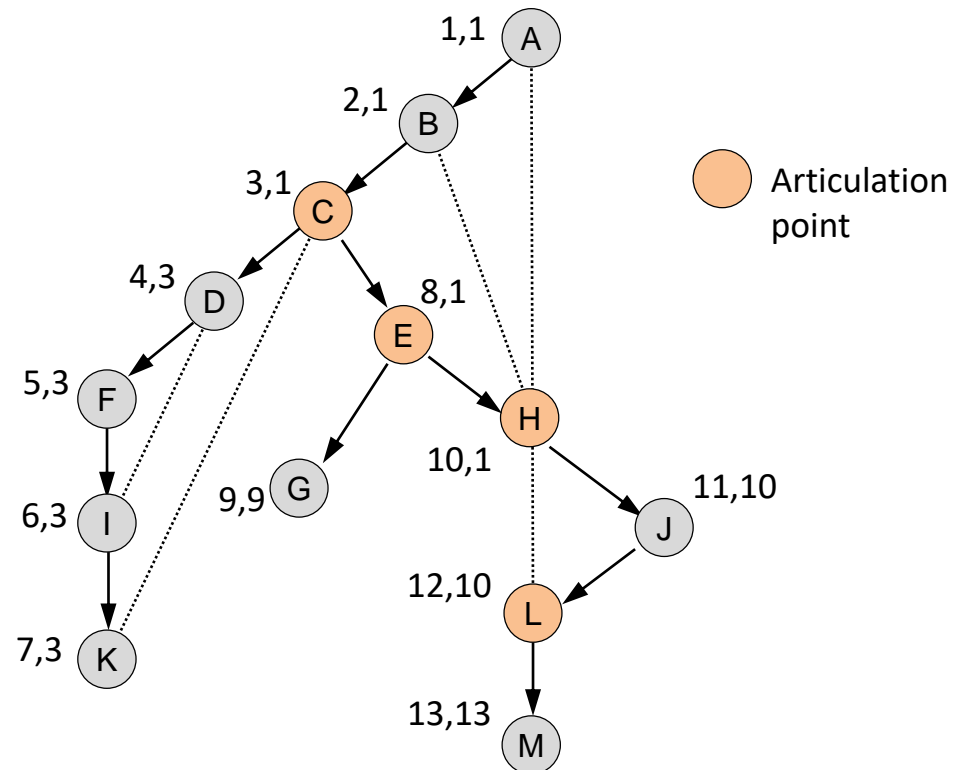 1,1
A
2,1
B
3,1
C
Articulation
point
4,3
D
8,1
E
5,3
F
H
10,1
9,9
G
11,10
J
6,3
I
12,10
L
7,3
K
13,13
M